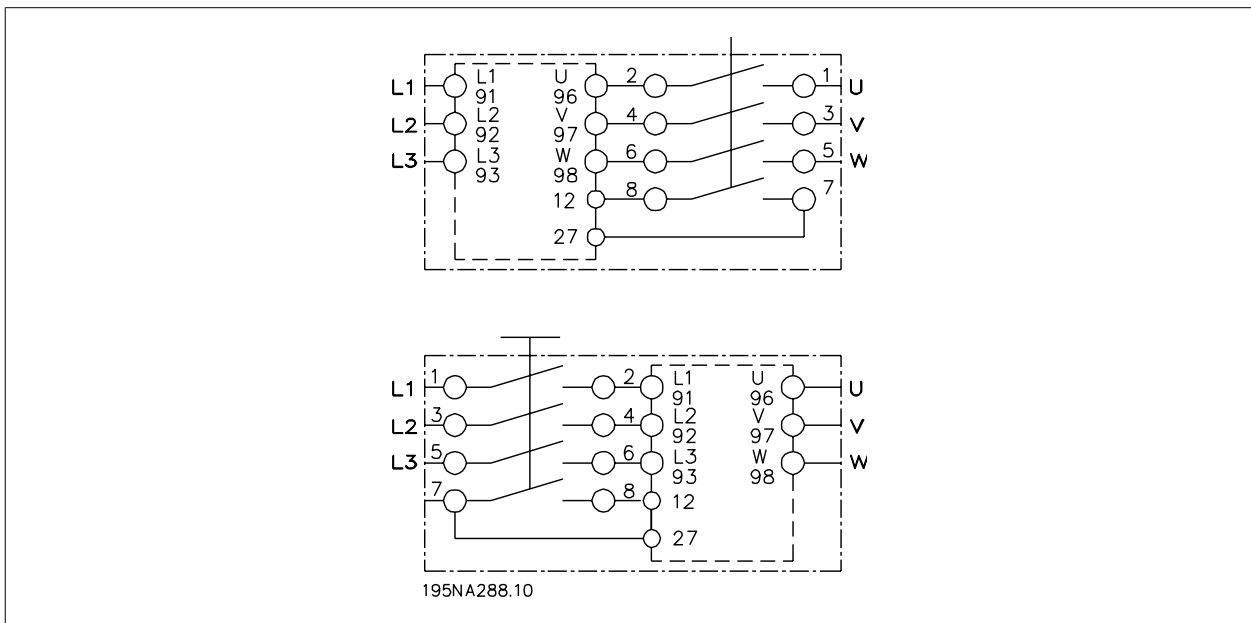 L1 L1 U 2 1 U
91 96
L2 L2 V 4 3 V
92 97
L3 L3 W 6 5 W
93 98
12 8 7
27
L1 1 2 L1 U U
91 96
L2 3 4 L2 V V
92 97
L3 5 6 L3 W W
93 98
7 8 12
27
195NA288.10